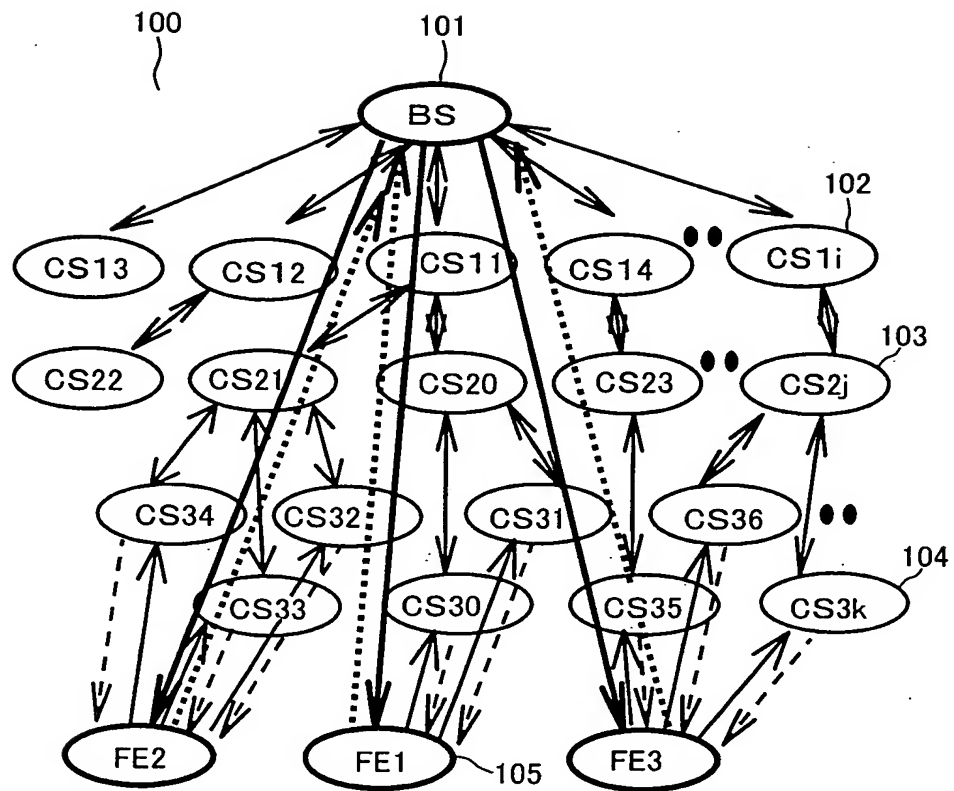 100
101
BS
102
CS13
CS12
CS11
CS14
CS1i
103
CS22
CS21
CS20
CS23
CS2j
CS34
CS32
CS31
CS36
104
CS33
CS30
CS35
CS3k
FE2
FE1
105
FE3